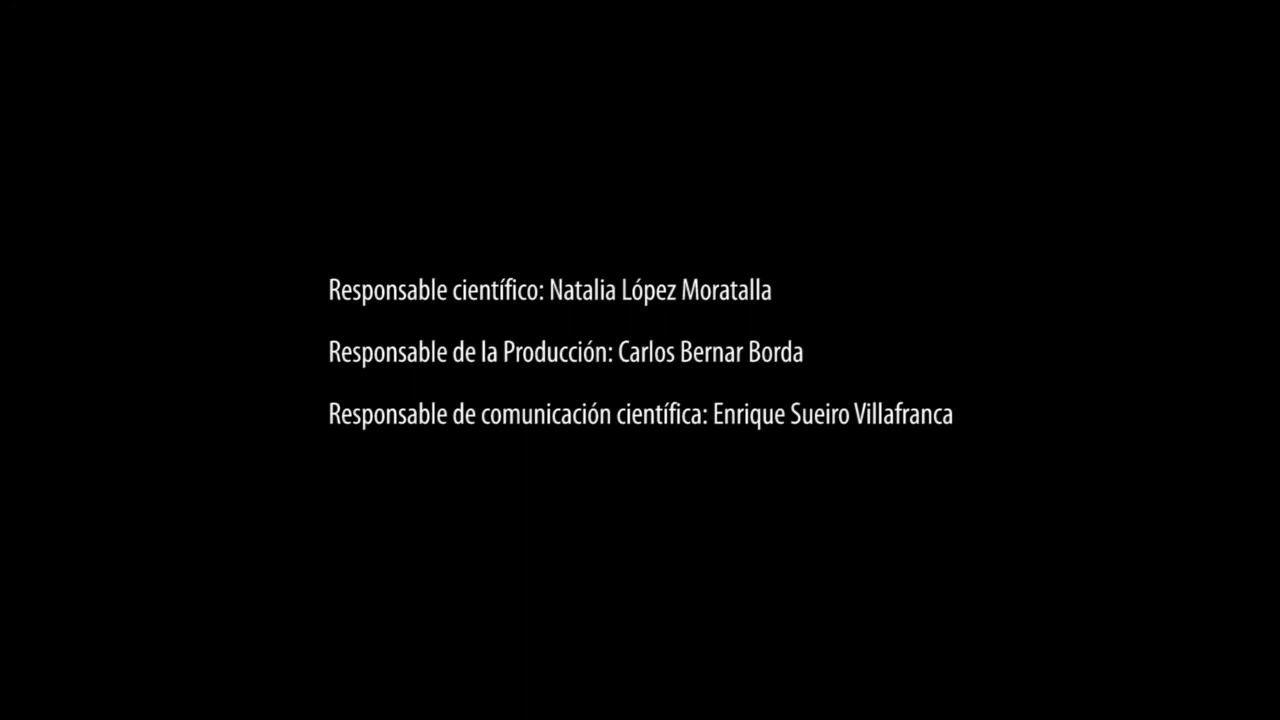 Responsable científico: Natalia López Moratalla
Responsable de la Producción: Carlos Bernar Borda
Responsable de comunicación científica: Enrique Sueiro Villafranca